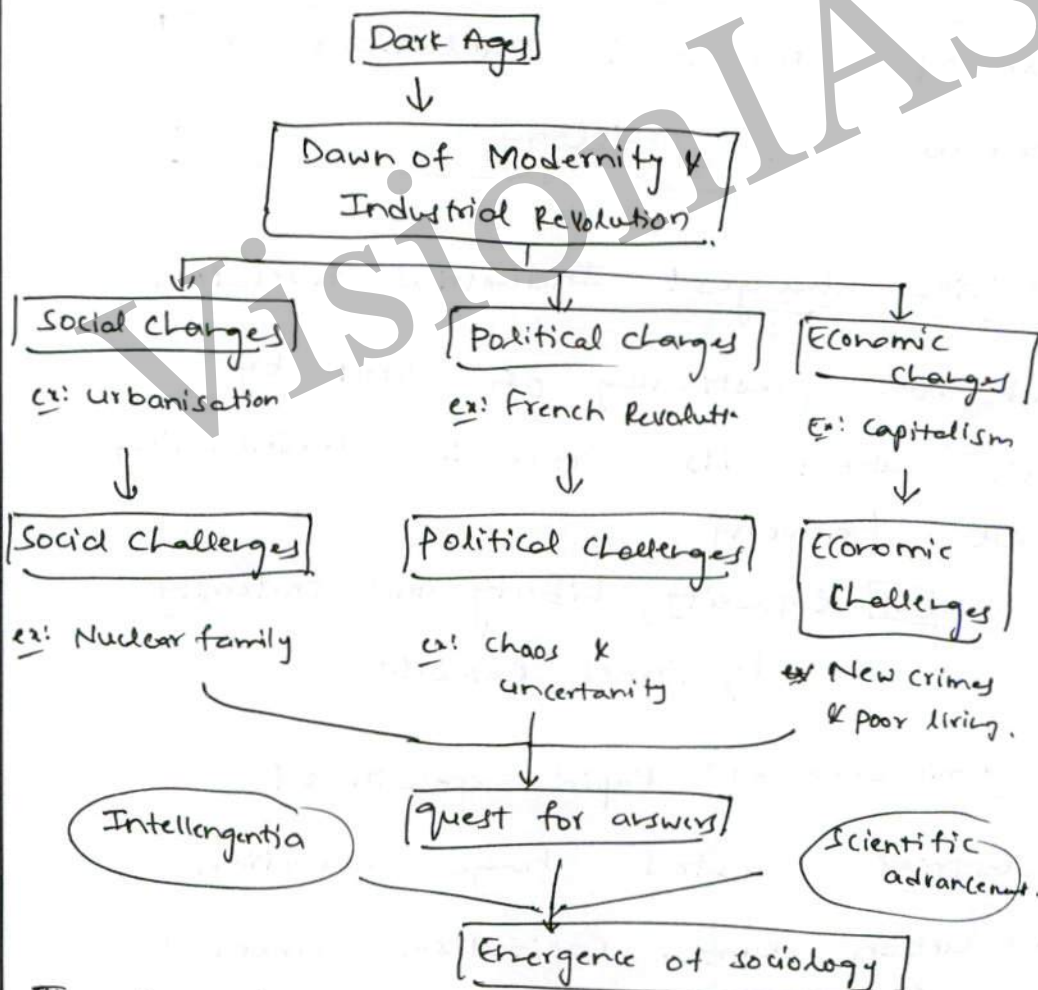 VisionIAS
Dark Ages
Dawn of Modernity &
Industrial Revolution
Social Changes
ex: urbanisation
Political changes
ex: French Revolutn
Economic
changes
Ex: Capitalism
Social Challenges
ex: Nuclear family
Political challenges
ex: chaos &
uncertanity
Economic
Challenges
ex New crimes
& poor living.
Intellengentia
quest for answers
Scientific
advancement.
Emergence of sociology